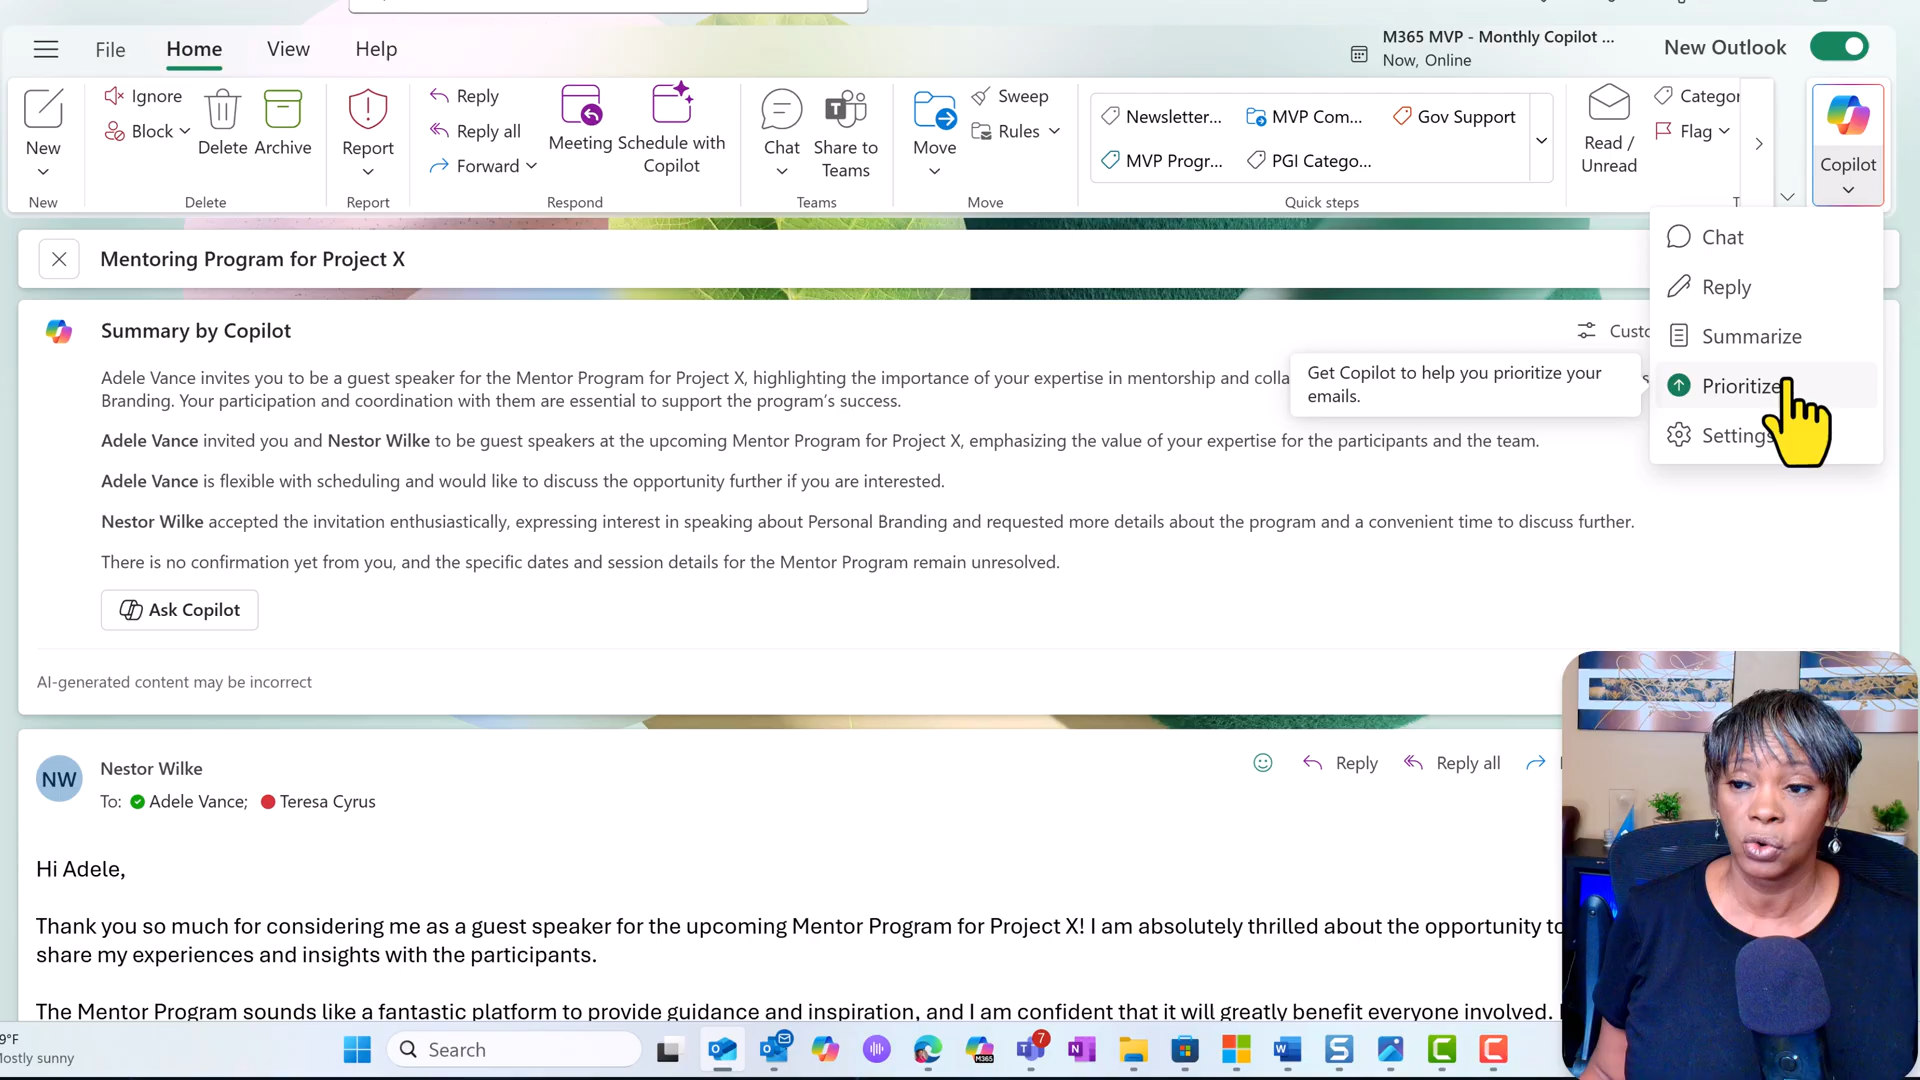 File
Home
View
Help
M365 MVP - Monthly Copilot ...
Now, Online
New Outlook
New
Ignore
Block
Delete
Archive
Report
Reply
Reply all
Forward
Meeting
Schedule with
Copilot
Chat
Share to
Teams
Move
Sweep
Rules
Newsletter...
MVP Com...
Gov Support
MVP Progr...
PGI Catego...
Read /
Unread
Categor
Flag
Copilot
New
Delete
Report
Respond
Teams
Move
Quick steps
Mentoring Program for Project X
Chat
Reply
Summarize
Prioritize
Settings
Get Copilot to help you prioritize your
emails.
Summary by Copilot
Custo
Adele Vance invites you to be a guest speaker for the Mentor Program for Project X, highlighting the importance of your expertise in mentorship and colla
Branding. Your participation and coordination with them are essential to support the program's success.
Adele Vance invited you and Nestor Wilke to be guest speakers at the upcoming Mentor Program for Project X, emphasizing the value of your expertise for the participants and the team.
Adele Vance is flexible with scheduling and would like to discuss the opportunity further if you are interested.
Nestor Wilke accepted the invitation enthusiastically, expressing interest in speaking about Personal Branding and requested more details about the program and a convenient time to discuss further.
There is no confirmation yet from you, and the specific dates and session details for the Mentor Program remain unresolved.
Ask Copilot
AI-generated content may be incorrect
NW
Nestor Wilke
To: Adele Vance; Teresa Cyrus
Reply
Reply all
Hi Adele,
Thank you so much for considering me as a guest speaker for the upcoming Mentor Program for Project X! I am absolutely thrilled about the opportunity to
share my experiences and insights with the participants.
The Mentor Program sounds like a fantastic platform to provide guidance and inspiration, and I am confident that it will greatly benefit everyone involved.
9°F
Mostly sunny
Search
M365
7